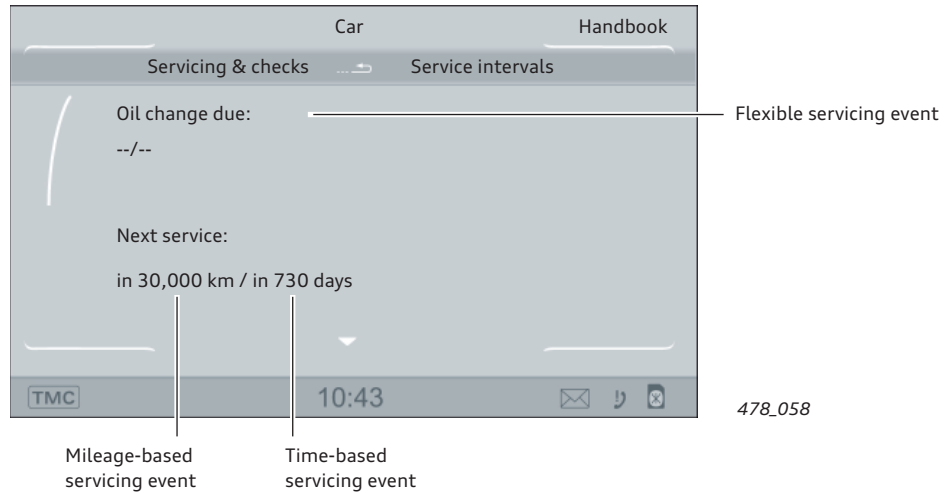 Car Handbook
Servicing & checks ... Service intervals
Oil change due:
Flexible servicing event
--/--
Next service:
in 30,000 km / in 730 days
TMC 10:43
478_058
Mileage-based
servicing event
Time-based
servicing event